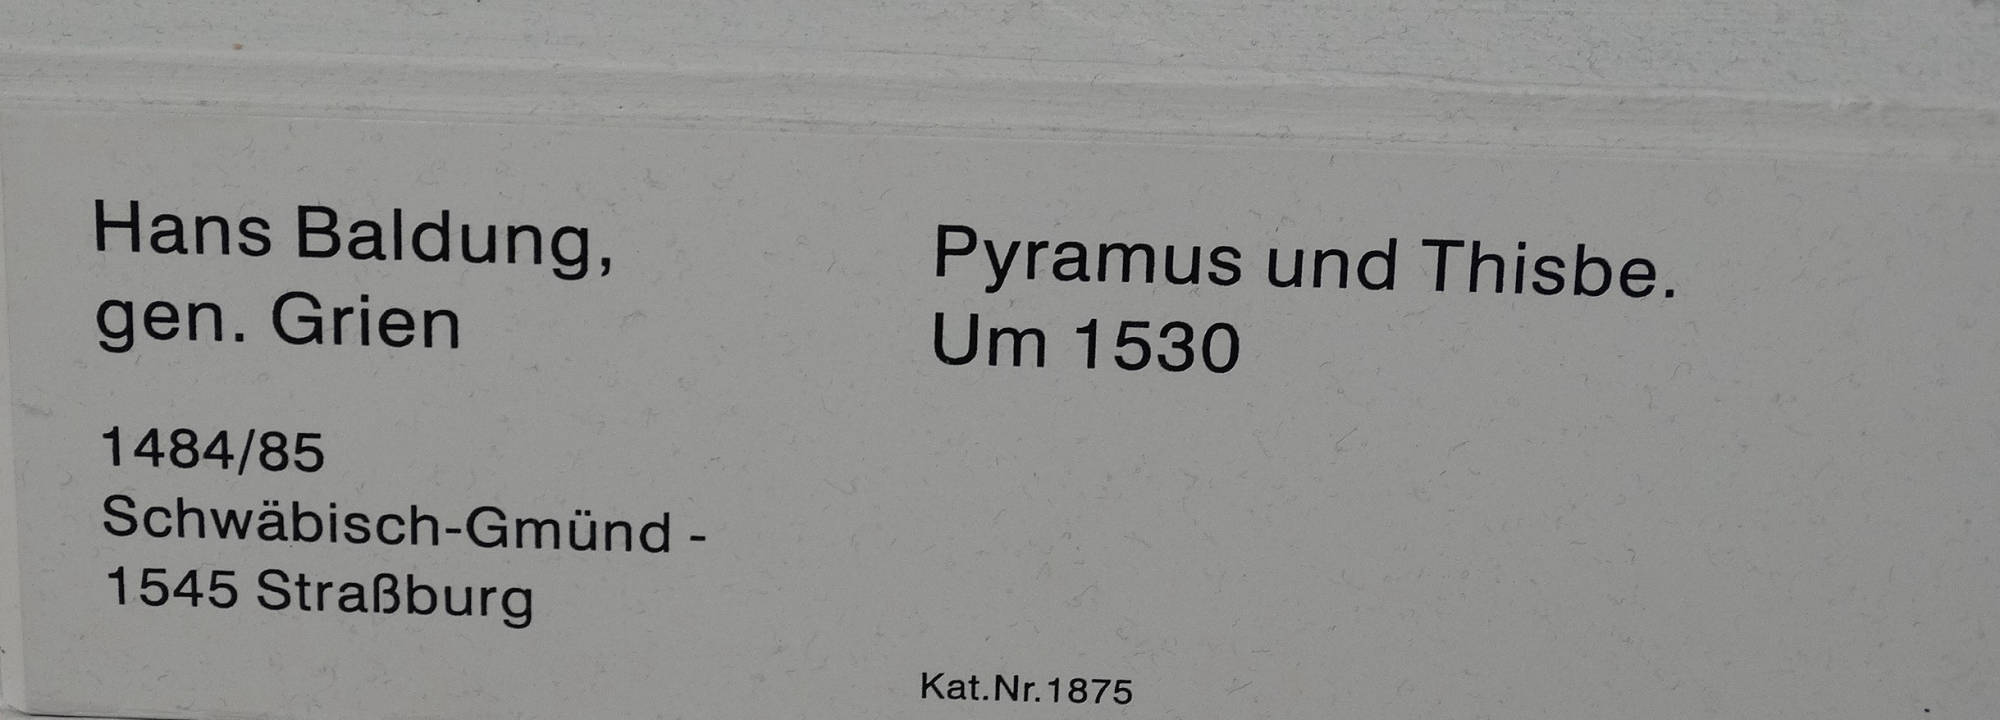 Hans Baldung,
gen. Grien
1484/85
Schwäbisch-Gmünd -
1545 Straßburg
Pyramus und Thisbe.
Um 1530
Kat.Nr.1875